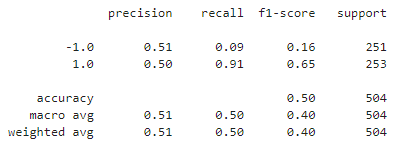 precision recall f1-score support
-1.0 0.51 0.09 0.16 251
1.0 0.50 0.91 0.65 253
accuracy 0.50 504
macro avg 0.51 0.50 0.40 504
weighted avg 0.51 0.50 0.40 504